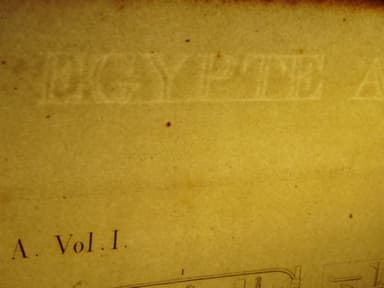 EGYPTE A
A. Vol. I.